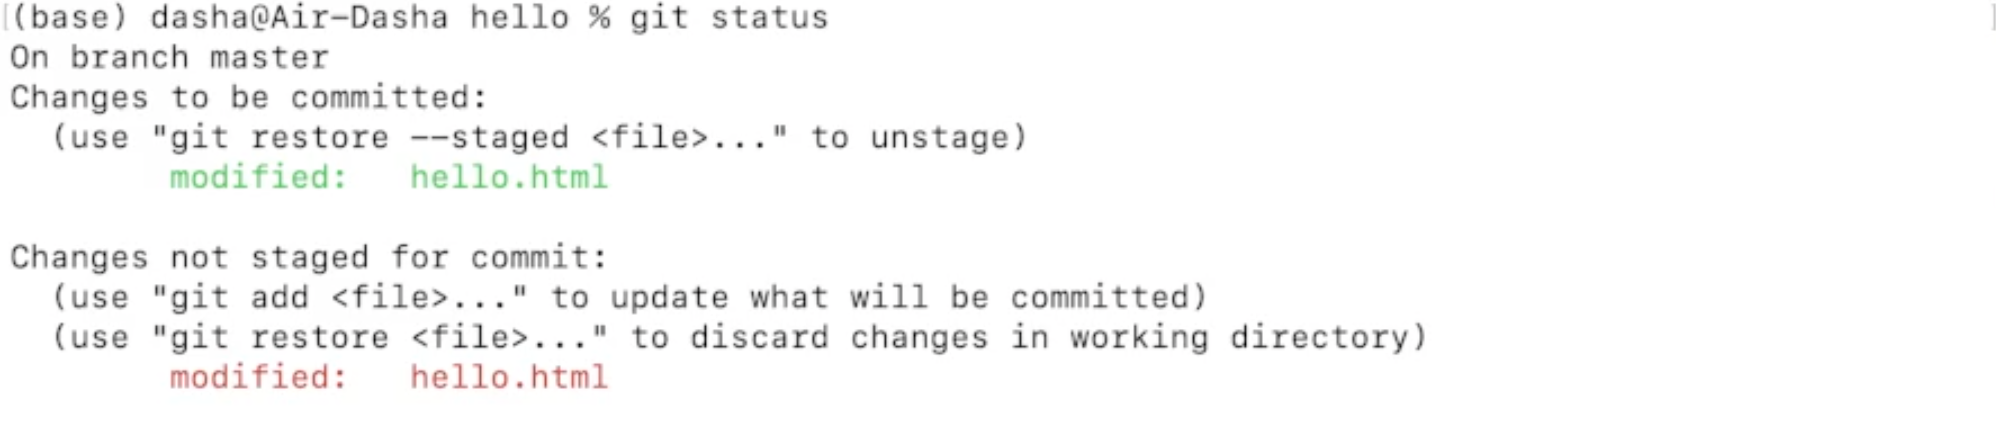 [(base) dasha@Air-Dasha hello % git status ]
On branch master
Changes to be committed:
  (use "git restore --staged <file>..." to unstage)
        modified:   hello.html

Changes not staged for commit:
  (use "git add <file>..." to update what will be committed)
  (use "git restore <file>..." to discard changes in working directory)
        modified:   hello.html